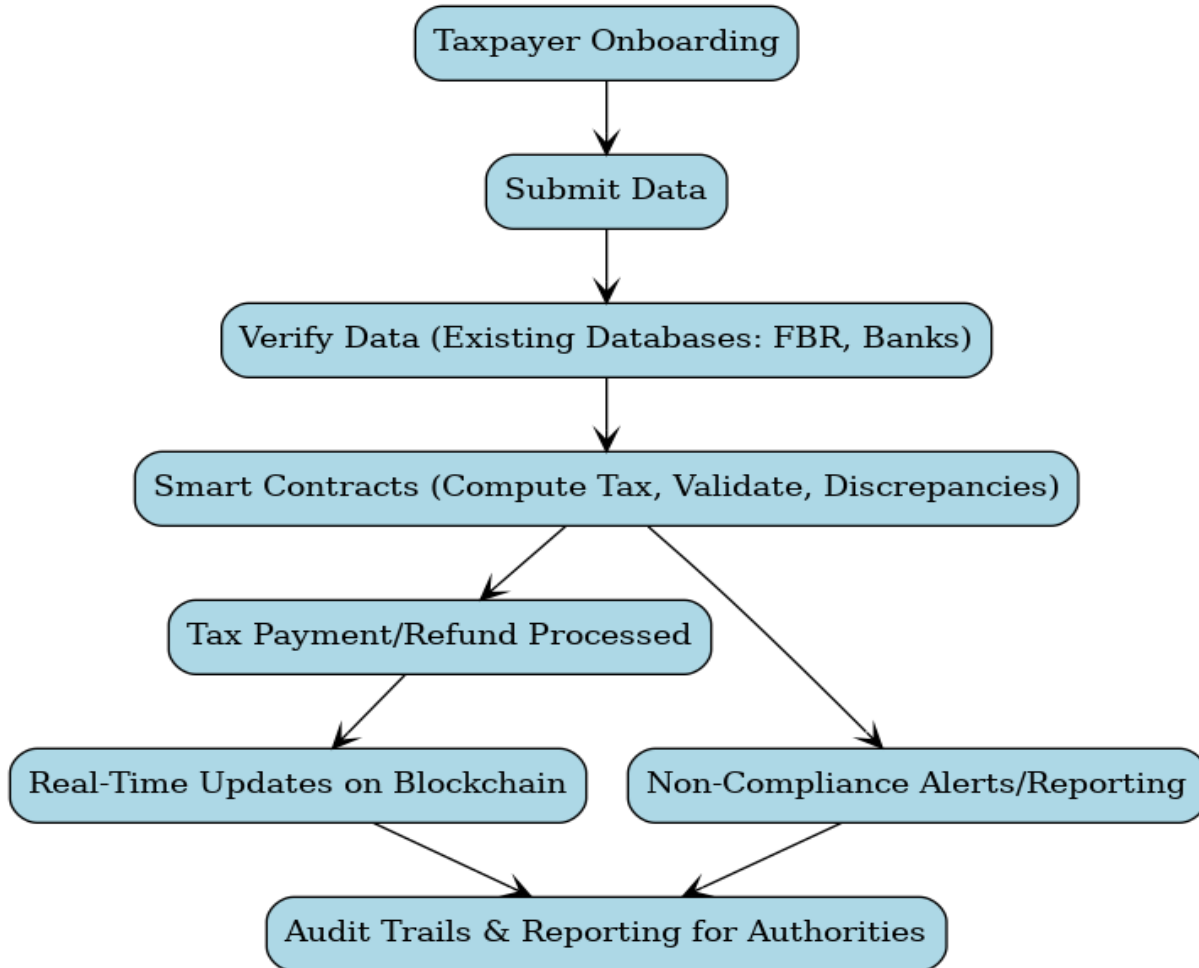 Taxpayer Onboarding
Submit Data
Verify Data (Existing Databases: FBR, Banks)
Smart Contracts (Compute Tax, Validate, Discrepancies)
Tax Payment/Refund Processed
Real-Time Updates on Blockchain
Non-Compliance Alerts/Reporting
Audit Trails & Reporting for Authorities